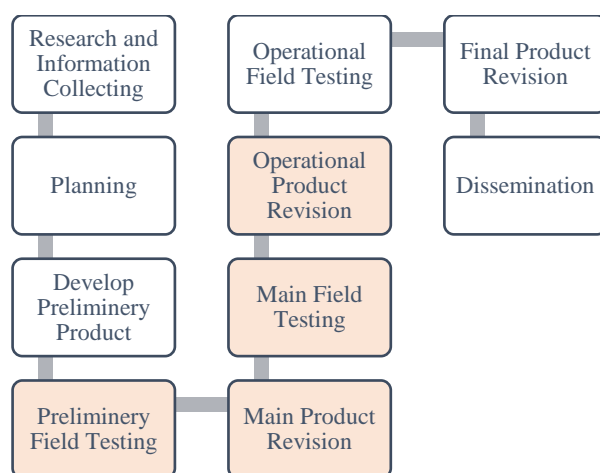 Research and
Information
Collecting
Planning
Develop
Preliminery
Product
Preliminery
Field Testing
Main Product
Revision
Main Field
Testing
Operational
Product
Revision
Operational
Field Testing
Final Product
Revision
Dissemination